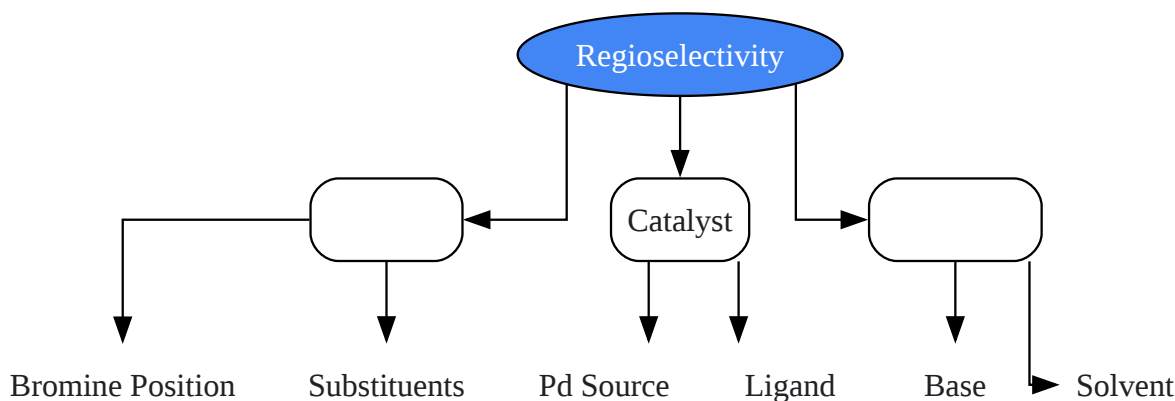 Regioselectivity
Catalyst
Bromine Position
Substituents
Pd Source
Ligand
Base
Solvent